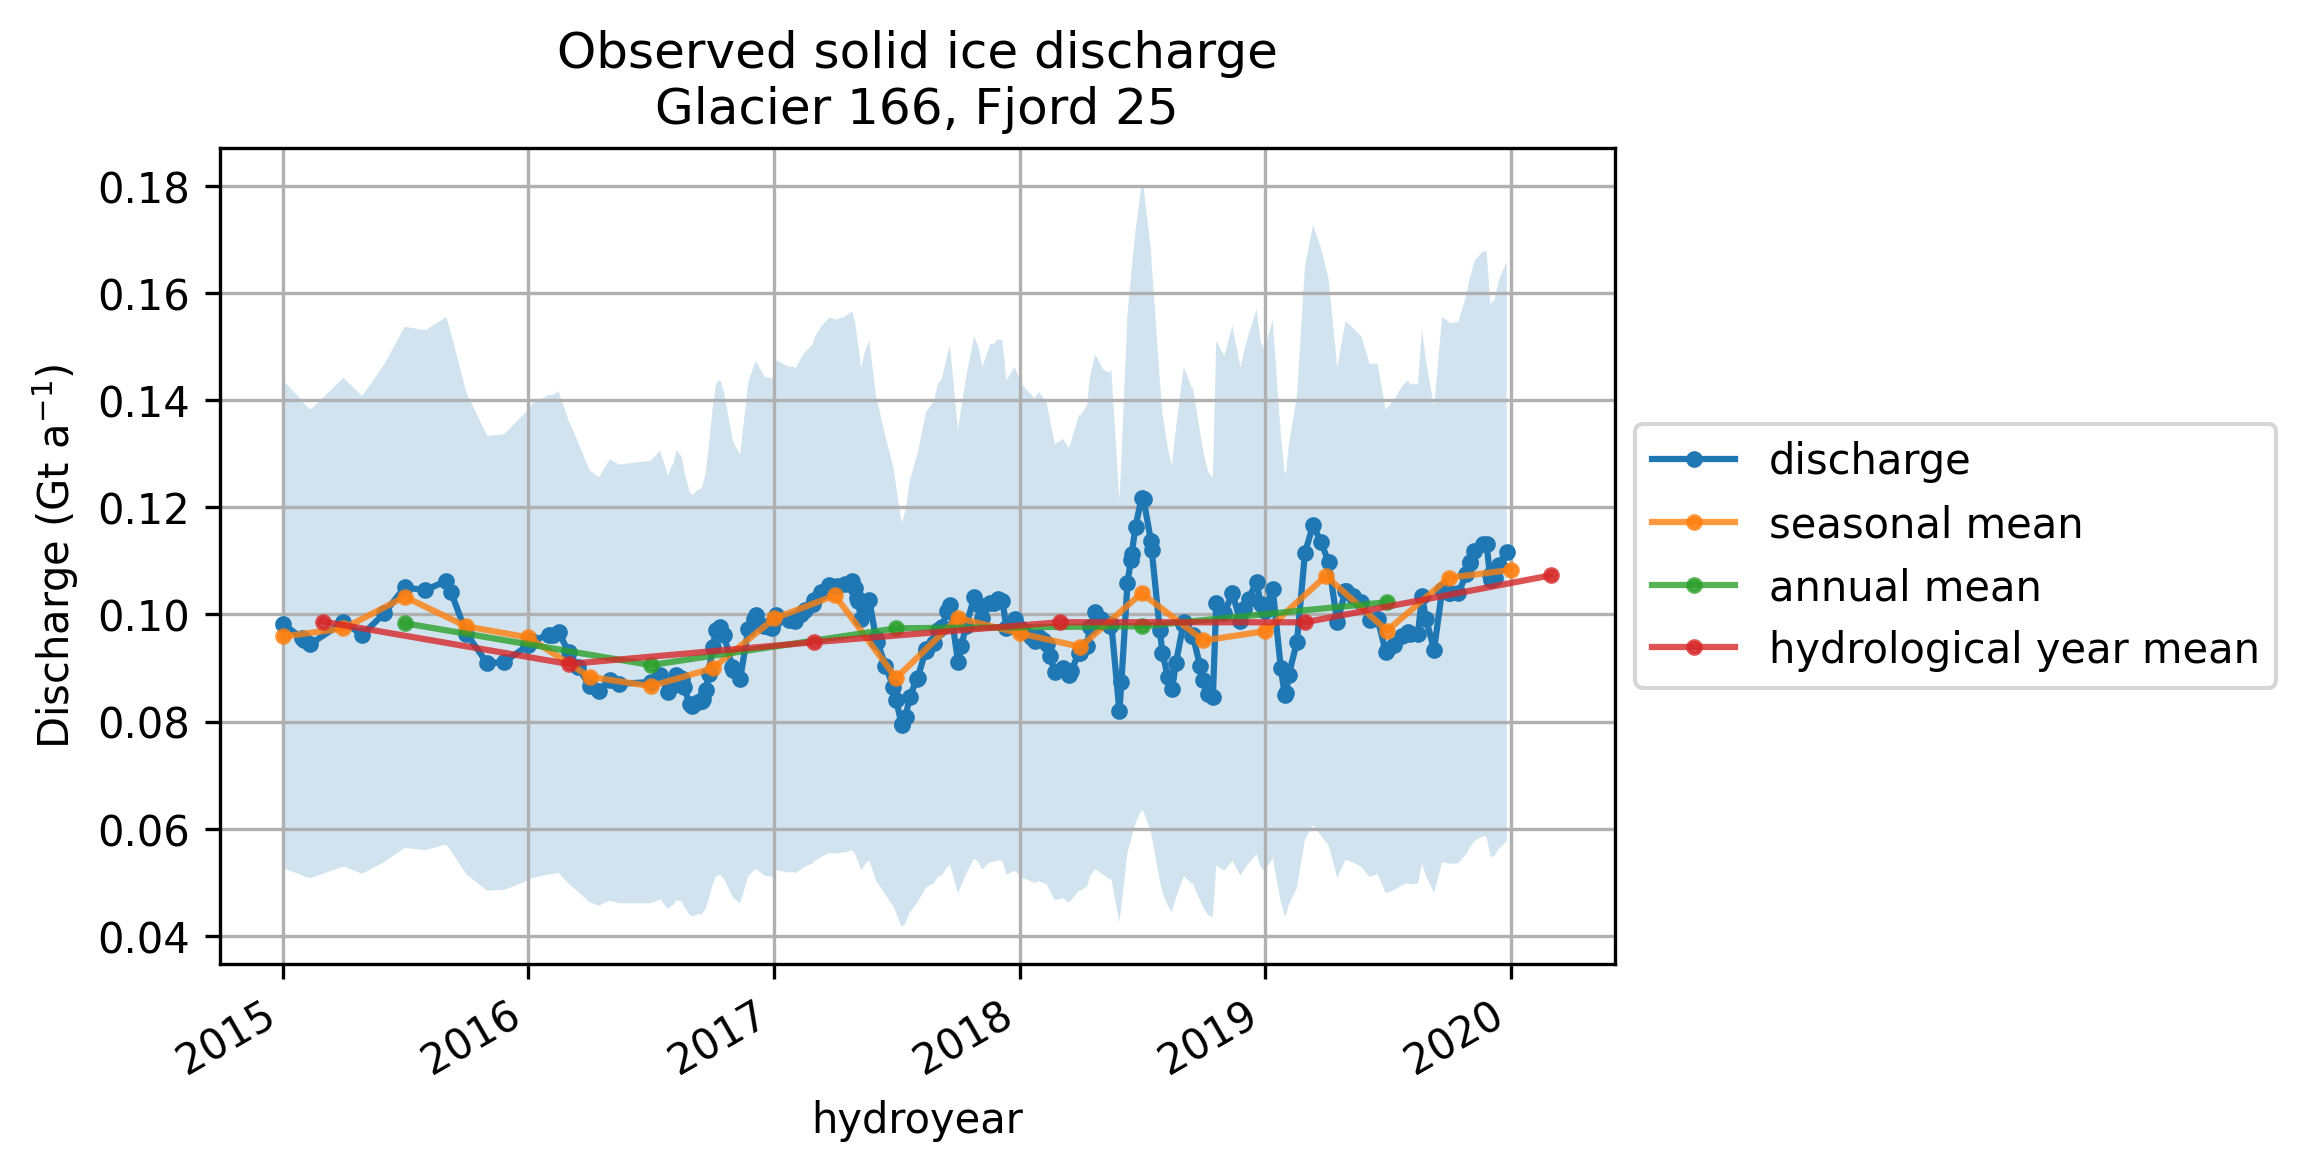 Observed solid ice discharge
Glacier 166, Fjord 25
Discharge (Gt a⁻¹)
0.18
0.16
0.14
0.12
0.10
0.08
0.06
0.04
2015
2016
2017
2018
2019
2020
hydroyear
discharge
seasonal mean
annual mean
hydrological year mean